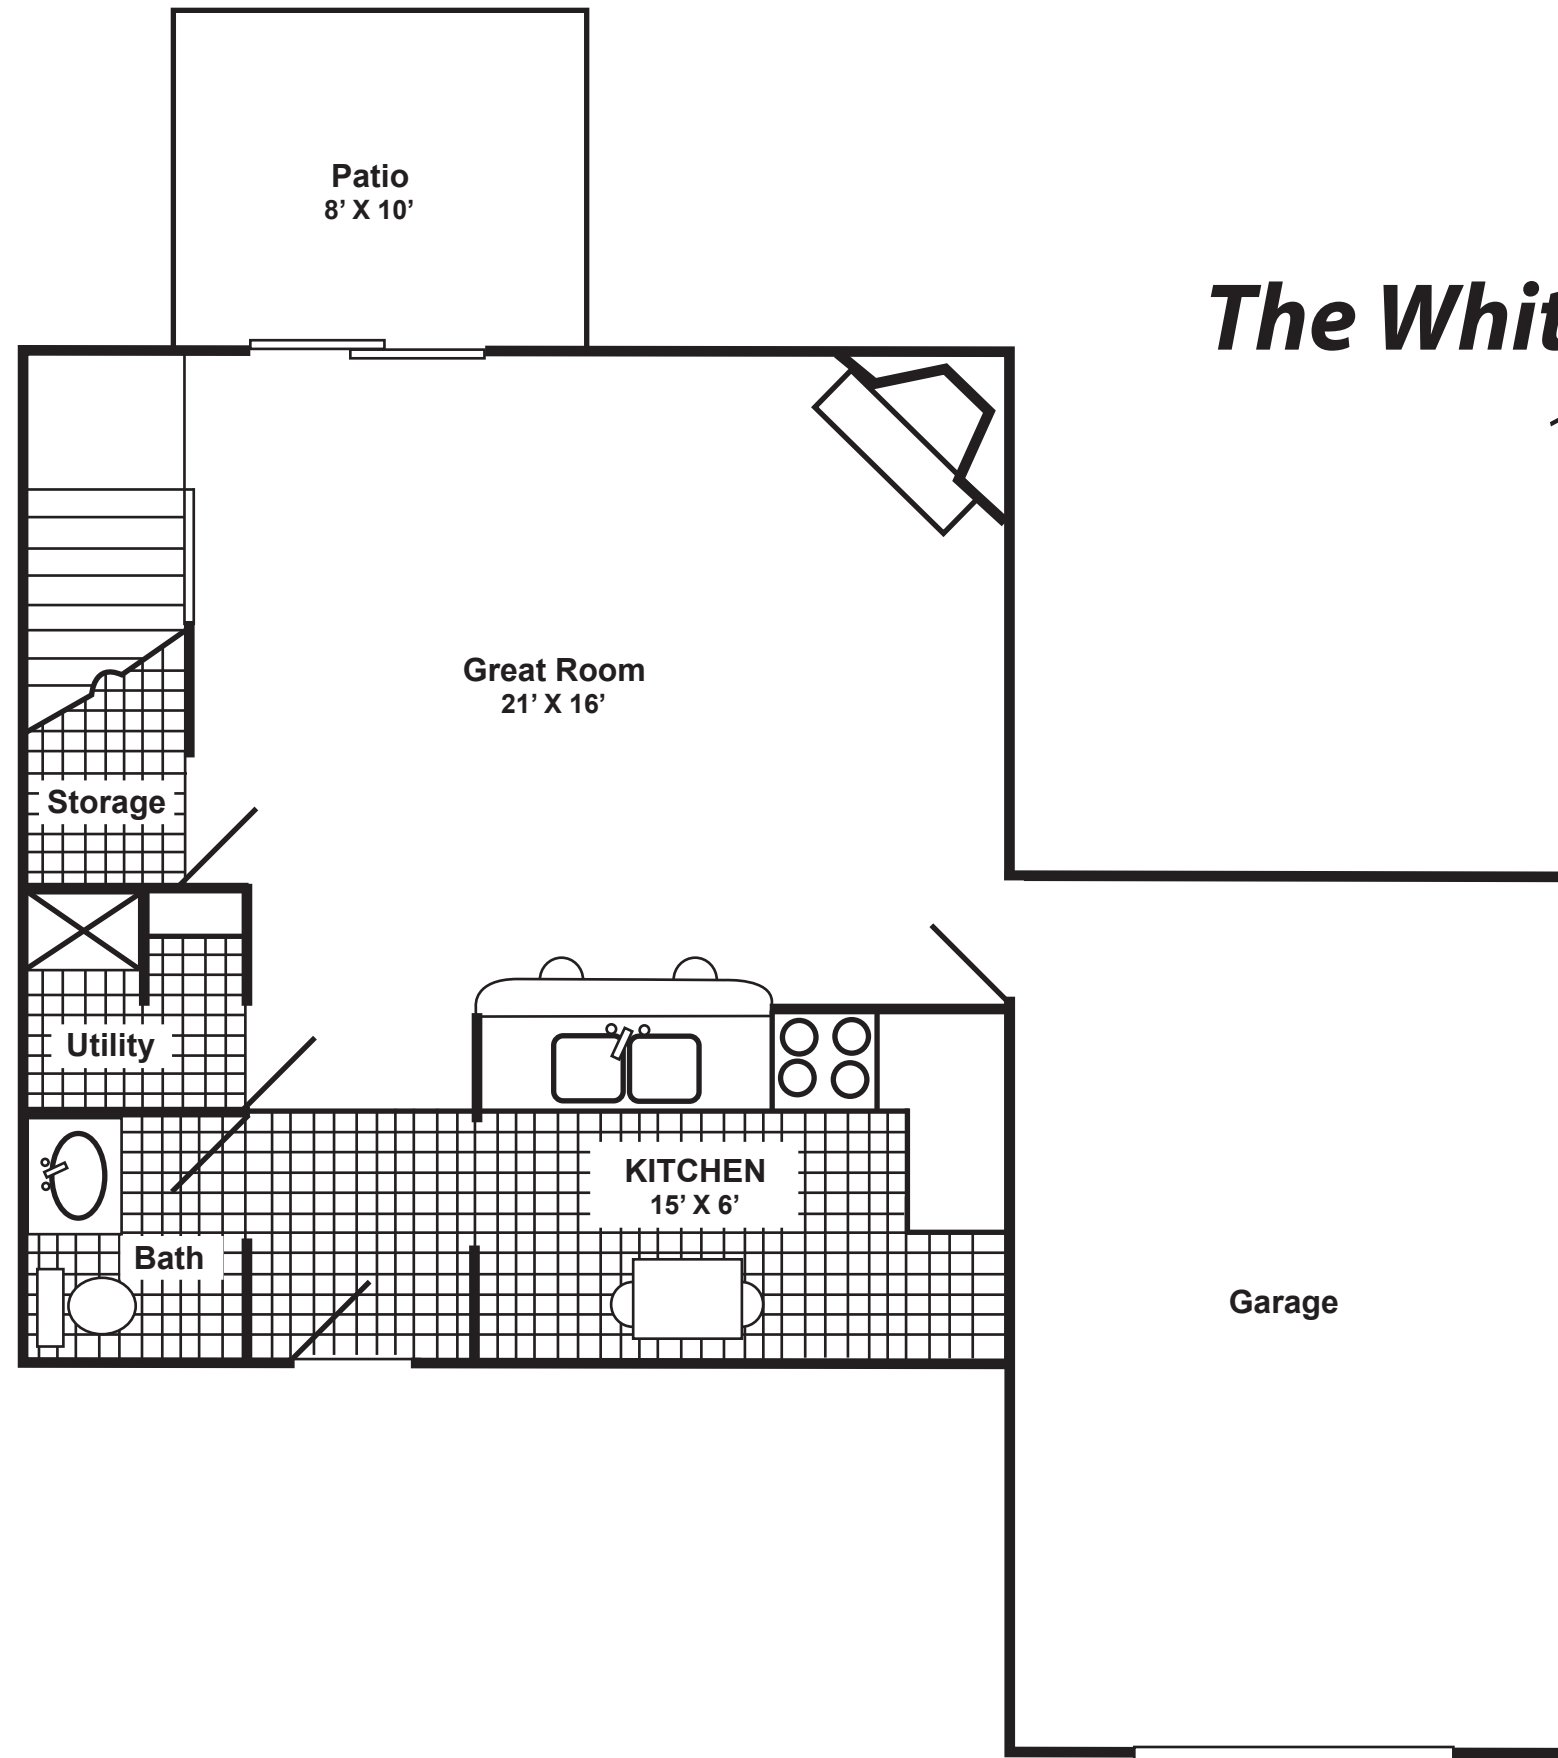 Patio
8’ X 10’
The Whit
Great Room
21’ X 16’
Storage
Utility
KITCHEN
15’ X 6’
Bath
Garage